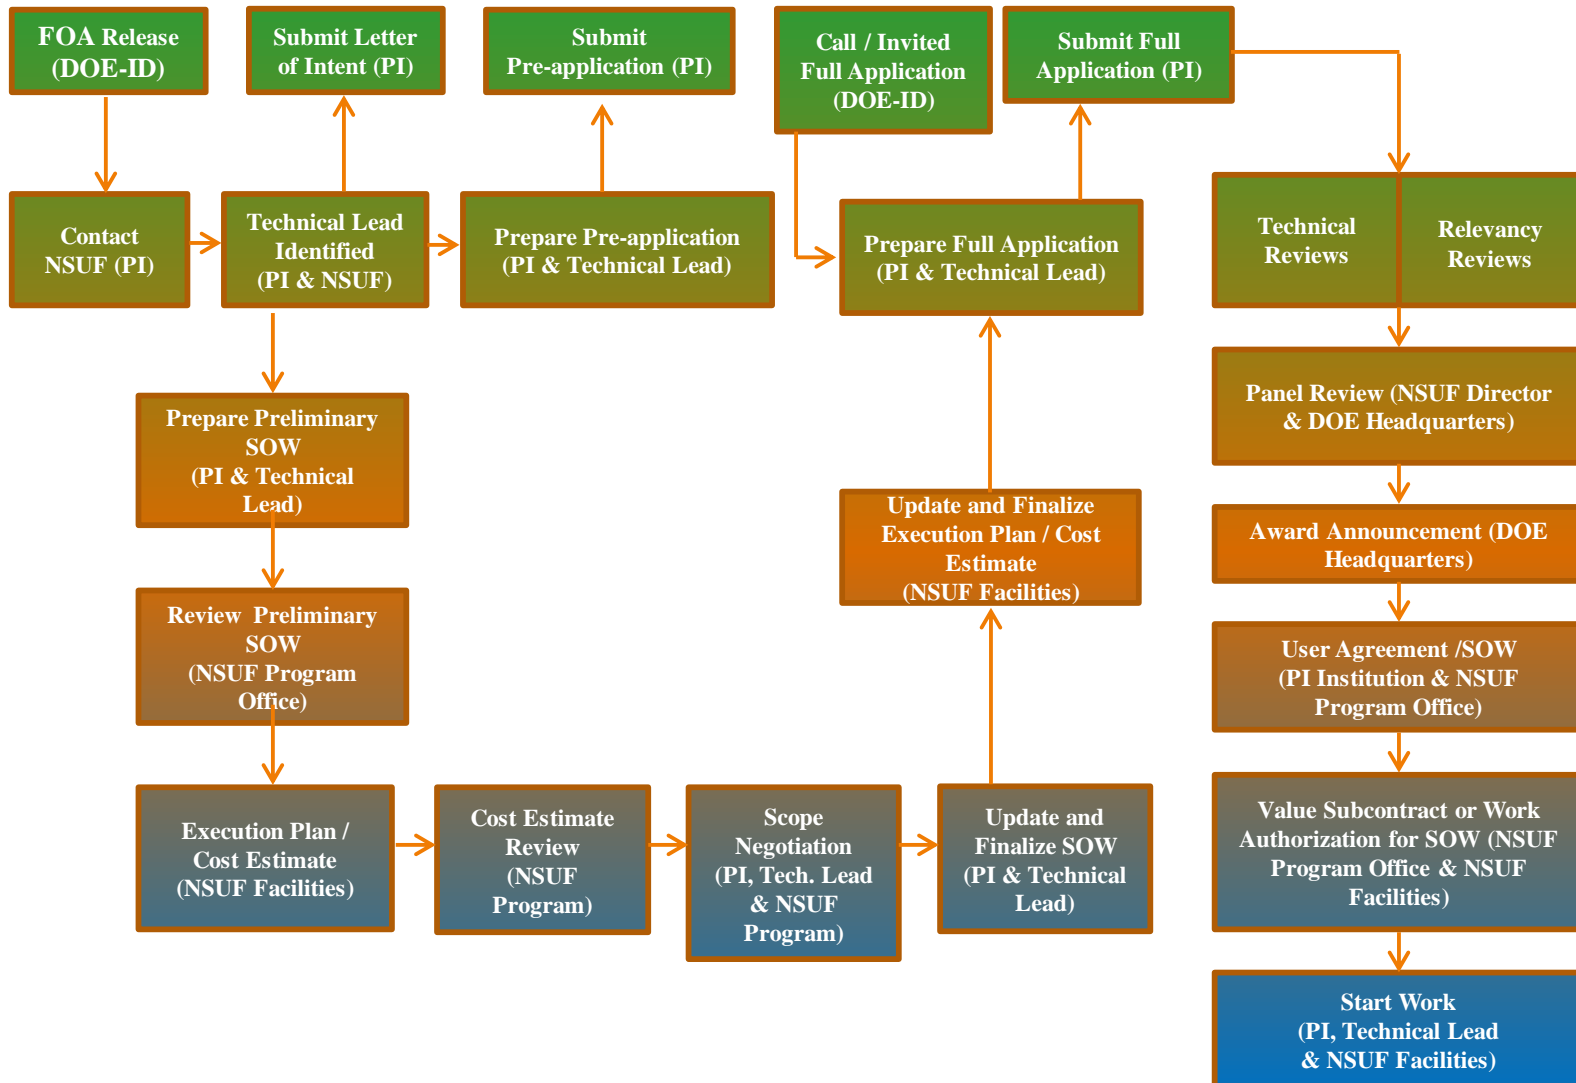 FOA Release
(DOE-ID)
Submit Letter
of Intent (PI)
Submit
Pre-application (PI)
Call / Invited
Full Application
(DOE-ID)
Submit Full
Application (PI)
Contact
NSUF (PI)
Technical Lead
Identified
(PI & NSUF)
Prepare Pre-application
(PI & Technical Lead)
Prepare Full Application
(PI & Technical Lead)
Technical
Reviews
Relevancy
Reviews
Prepare Preliminary
SOW
(PI & Technical
Lead)
Panel Review (NSUF Director
& DOE Headquarters)
Update and Finalize
Execution Plan / Cost
Estimate
(NSUF Facilities)
Award Announcement (DOE
Headquarters)
Review  Preliminary
SOW
(NSUF Program
Office)
User Agreement /SOW
(PI Institution & NSUF
Program Office)
Execution Plan /
Cost Estimate
(NSUF Facilities)
Cost Estimate
Review
(NSUF
Program)
Scope
Negotiation
(PI, Tech. Lead
& NSUF
Program)
Update and
Finalize SOW
(PI & Technical
Lead)
Value Subcontract or Work
Authorization for SOW (NSUF
Program Office & NSUF
Facilities)
Start Work
(PI, Technical Lead
& NSUF Facilities)